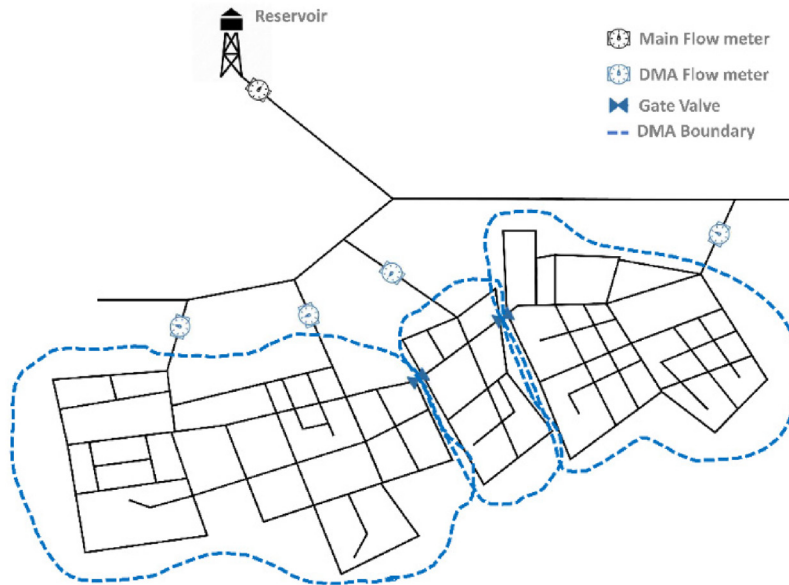 Reservoir
Main Flow meter
DMA Flow meter
Gate Valve
DMA Boundary